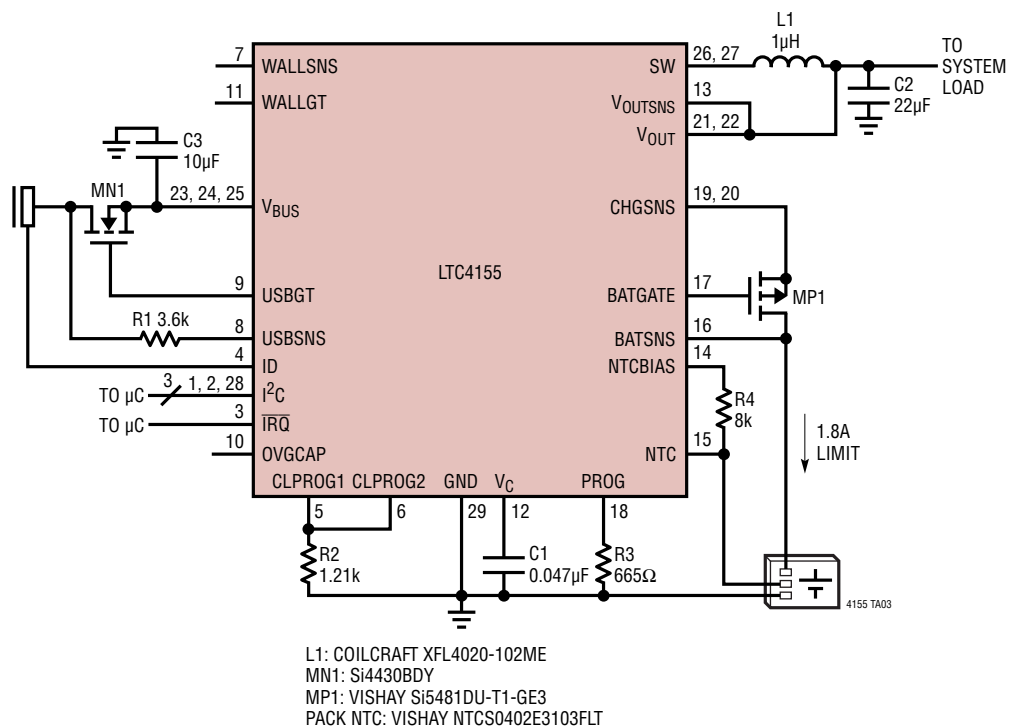 L1
1µH
TO
SYSTEM
LOAD
7
WALLSNS
SW
26, 27
11
WALLGT
VOUTSNS
13
C2
22µF
VOUT
21, 22
C3
10µF
MN1
23, 24, 25
VBUS
CHGSNS
19, 20
LTC4155
9
USBGT
BATGATE
17
MP1
R1 3.6k
8
USBSNS
BATSNS
16
4
ID
NTCBIAS
14
TO µC
3
1, 2, 28
I²C
R4
8k
TO µC
3
IRQ
1.8A
LIMIT
10
OVGCAP
NTC
15
CLPROG1
CLPROG2
GND
VC
PROG
5
6
29
12
18
R2
1.21k
C1
0.047µF
R3
665Ω
4155 TA03
L1: COILCRAFT XFL4020-102ME
MN1: Si4430BDY
MP1: VISHAY Si5481DU-T1-GE3
PACK NTC: VISHAY NTCS0402E3103FLT